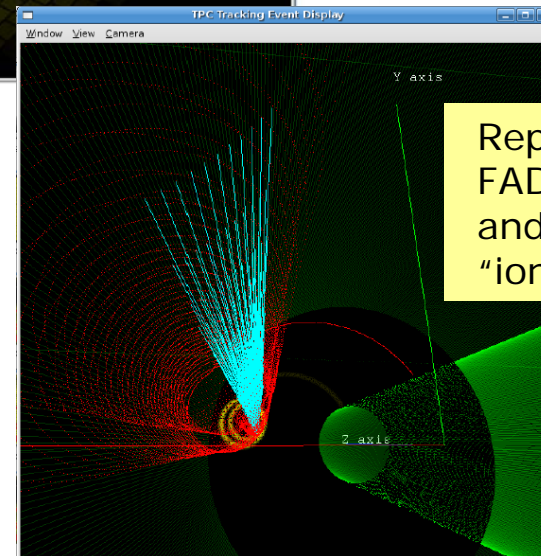 TPC Tracking Event Display
Window View Camera
Y axis
Rep
FAD
and
"ion
Z axis